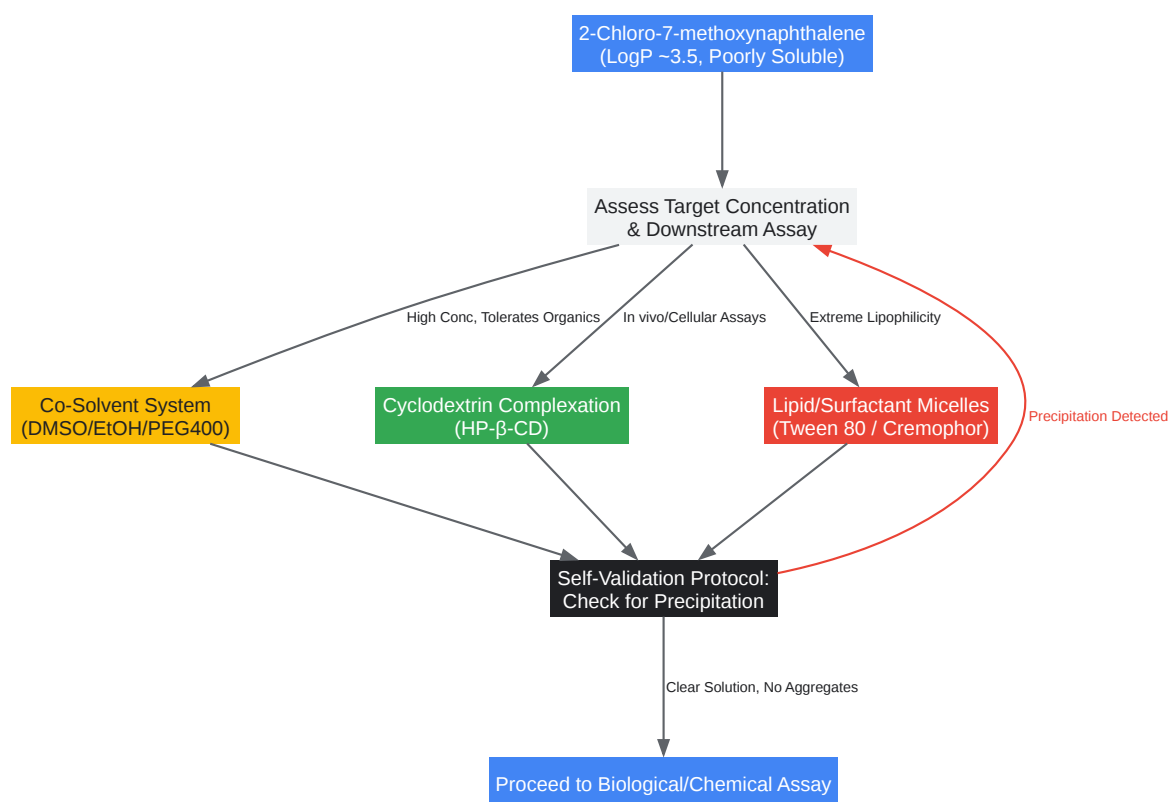 2-Chloro-7-methoxynaphthalene
(LogP ~3.5, Poorly Soluble)
Assess Target Concentration
& Downstream Assay
High Conc, Tolerates Organics
In vivo/Cellular Assays
Extreme Lipophilicity
Co-Solvent System
(DMSO/EtOH/PEG400)
Cyclodextrin Complexation
(HP-β-CD)
Lipid/Surfactant Micelles
(Tween 80 / Cremophor)
Precipitation Detected
Self-Validation Protocol:
Check for Precipitation
Clear Solution, No Aggregates
Proceed to Biological/Chemical Assay